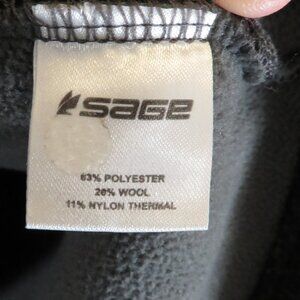 SAGE
63% POLYESTER
26% WOOL
11% NYLON THERMAL